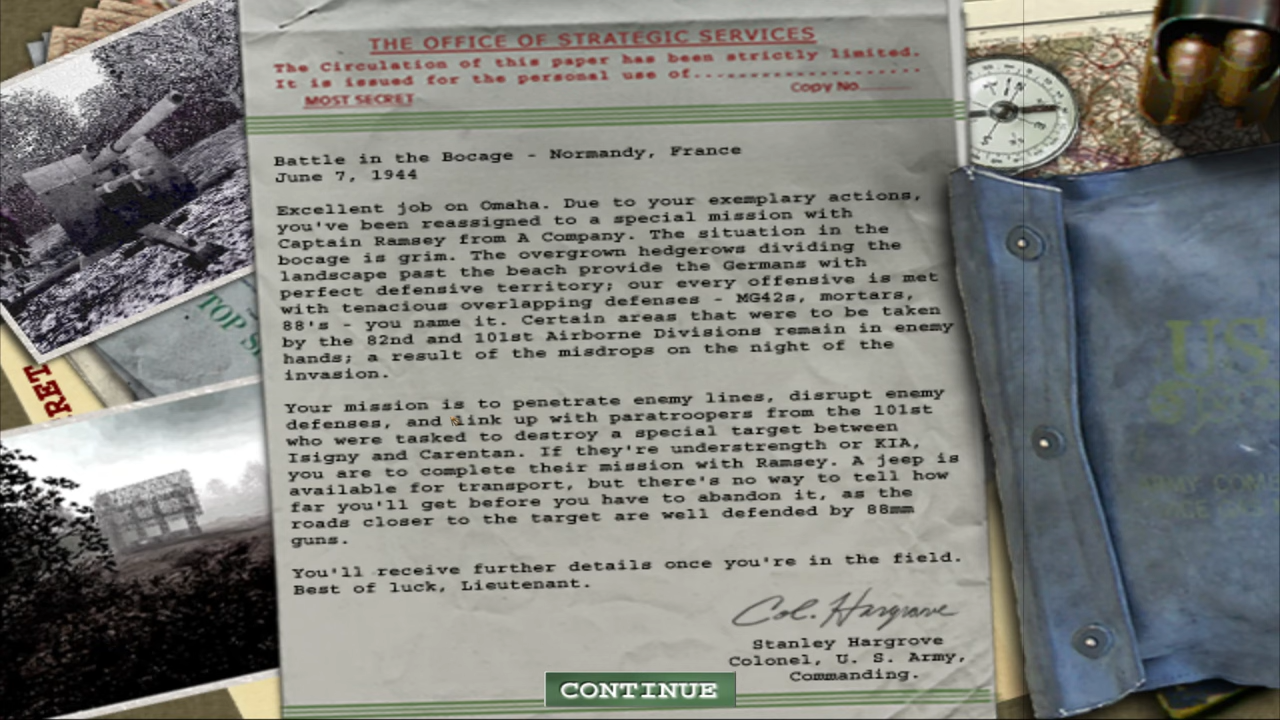 THE OFFICE OF STRATEGIC SERVICES
The Circulation of this paper has been strictly limited.
It is issued for the personal use of...................
MOST SECRET
Copy No
Battle in the Bocage - Normandy, France
June 7, 1944
Excellent job on Omaha. Due to your exemplary actions,
you've been reassigned to a special mission with
Captain Ramsey from A Company. The situation in the
bocage is grim. The overgrown hedgerows dividing the
landscape past the beach provide the Germans with
perfect defensive territory; our every offensive is met
with tenacious overlapping defenses - MG42s, mortars,
88's - you name it. Certain areas that were to be taken
by the 82nd and 101st Airborne Divisions remain in enemy
hands; a result of the misdrops on the night of the
invasion.
Your mission is to penetrate enemy lines, disrupt enemy
defenses, and link up with paratroopers from the 101st
who were tasked to destroy a special target between
Isigny and Carentan. If they're understrength or KIA,
you are to complete their mission with Ramsey. A jeep is
available for transport, but there's no way to tell how
far you'll get before you have to abandon it, as the
roads closer to the target are well defended by 88mm
guns.
You'll receive further details once you're in the field.
Best of luck, Lieutenant.
Col. Hargrove
Stanley Hargrove
Colonel, U. S. Army,
Commanding.
CONTINUE
TOP
RET
US